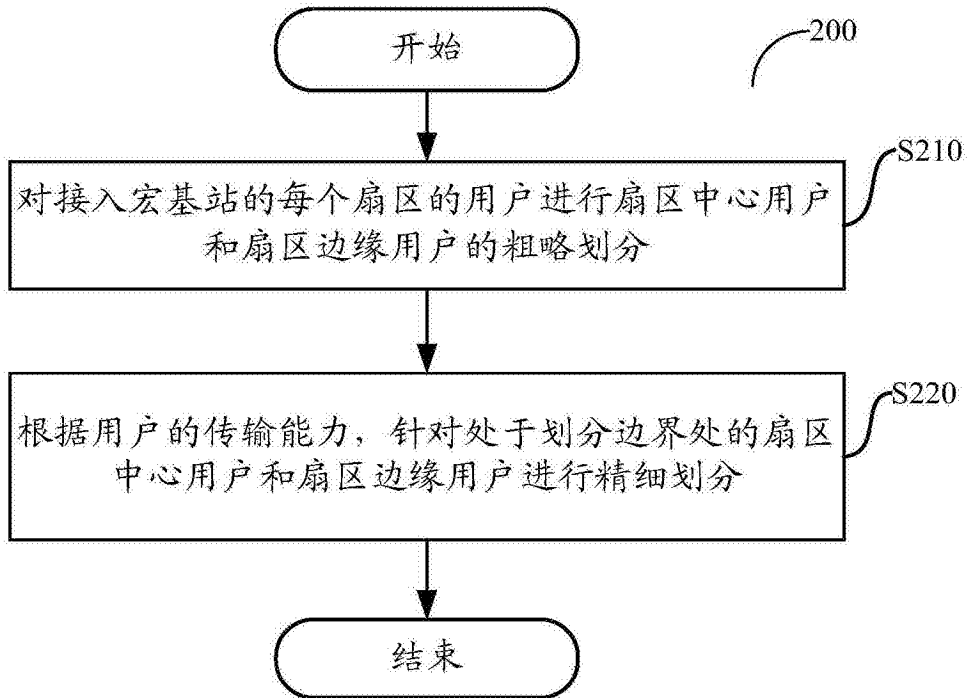 开始
200
对接入宏基站的每个扇区的用户进行扇区中心用户
和扇区边缘用户的粗略划分
S210
根据用户的传输能力，针对处于划分边界处的扇区
中心用户和扇区边缘用户进行精细划分
S220
结束